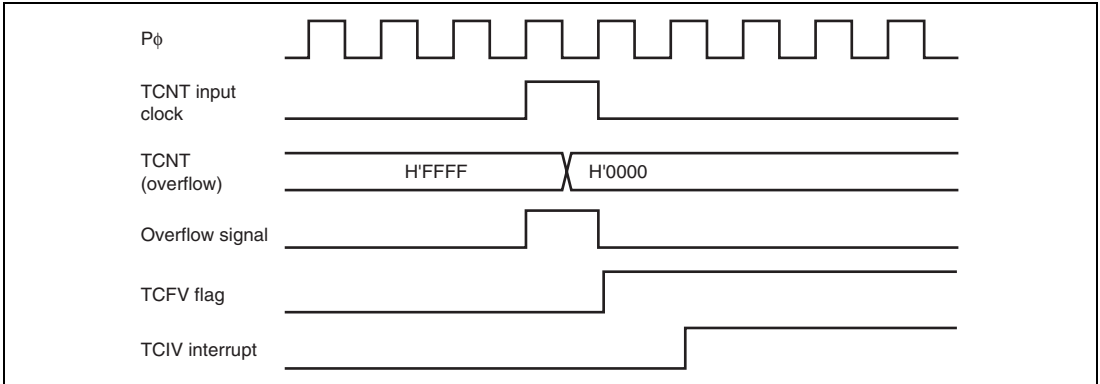 Pϕ
TCNT input
clock
TCNT
(overflow)
H'FFFF
H'0000
Overflow signal
TCFV flag
TCIV interrupt